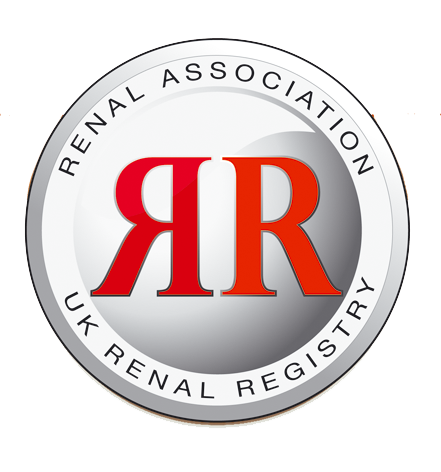 RENAL ASSOCIATION
ЯR
UK RENAL REGISTRY